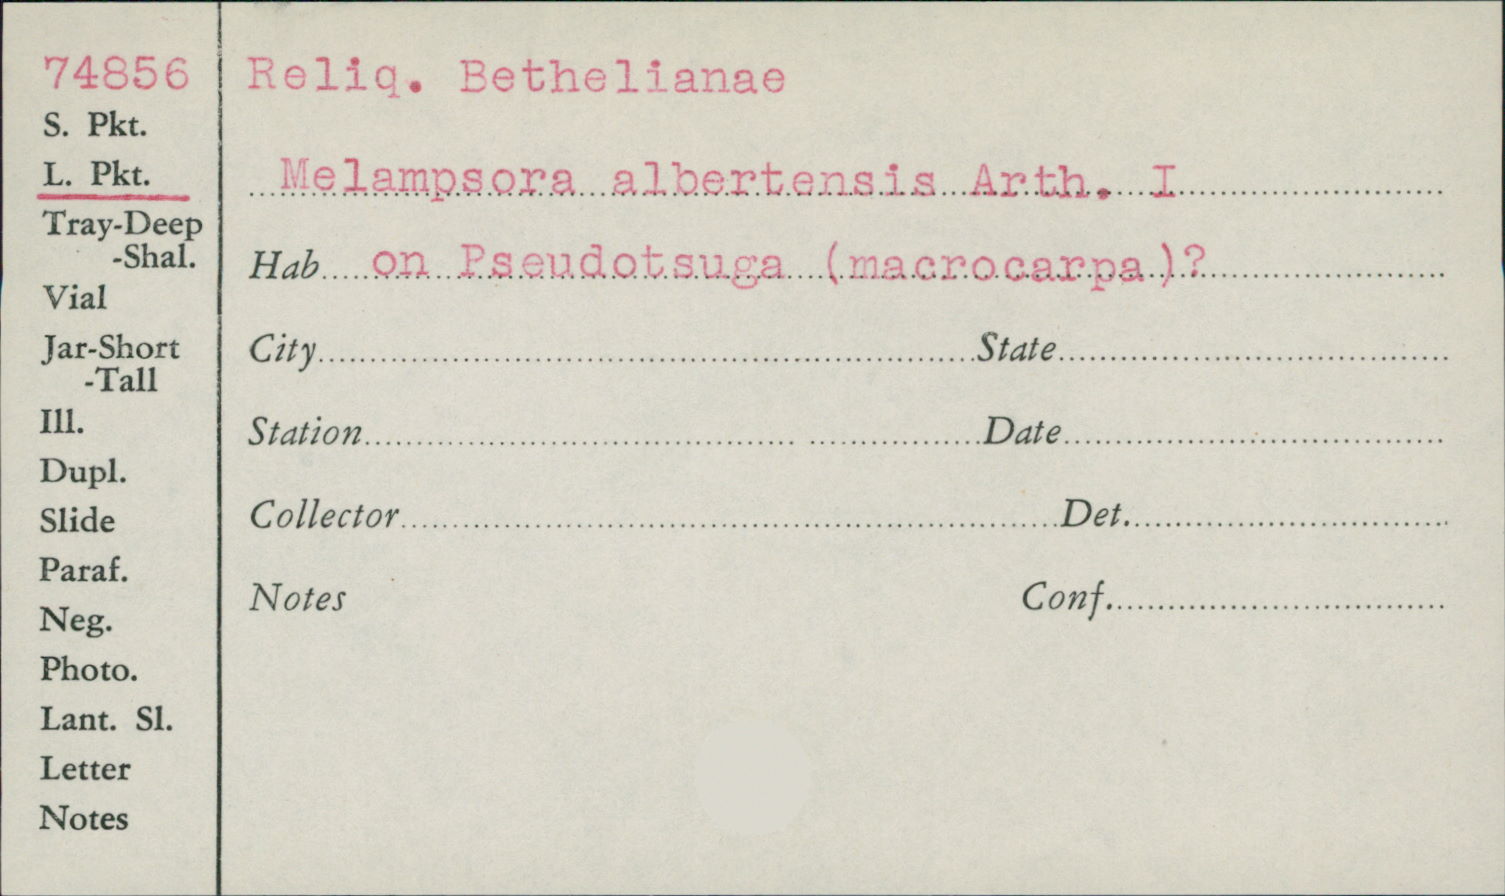 74856
S. Pkt.
L. Pkt.
Tray-Deep
-Shal.
Vial
Jar-Short
-Tall
Ill.
Dupl.
Slide
Paraf.
Neg.
Photo.
Lant. Sl.
Letter
Notes
Reliq. Bethelianae
Melampsora albertensis Arth. I
Hab on Pseudotsuga (macrocarpa)?
City State
Station Date
Collector Det.
Notes Conf.